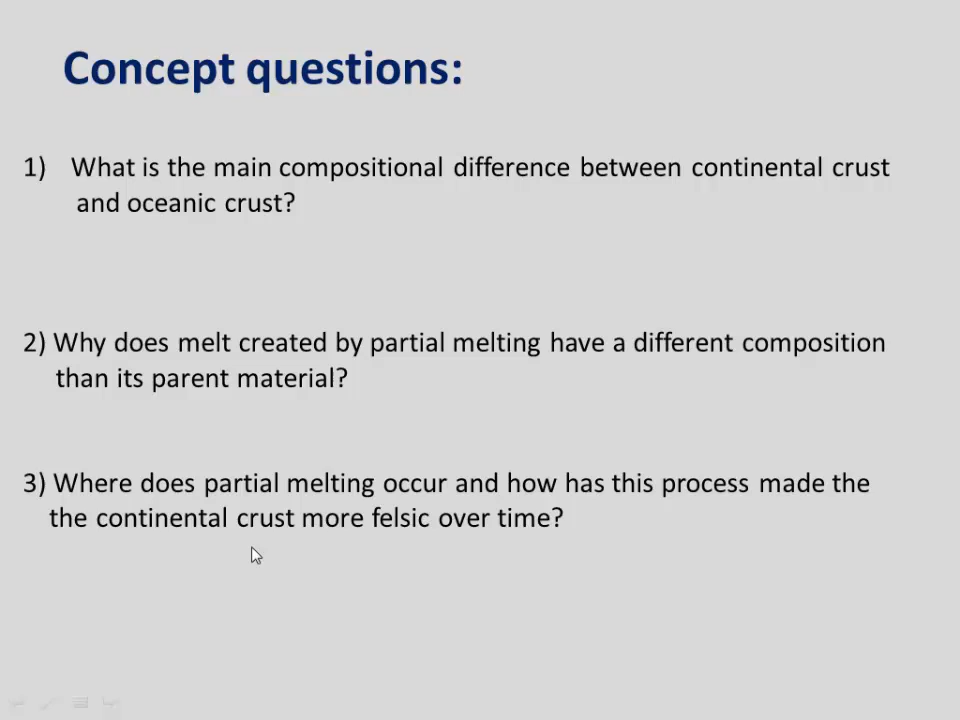 Concept questions:
1) What is the main compositional difference between continental crust
and oceanic crust?
2) Why does melt created by partial melting have a different composition
than its parent material?
3) Where does partial melting occur and how has this process made the
the continental crust more felsic over time?